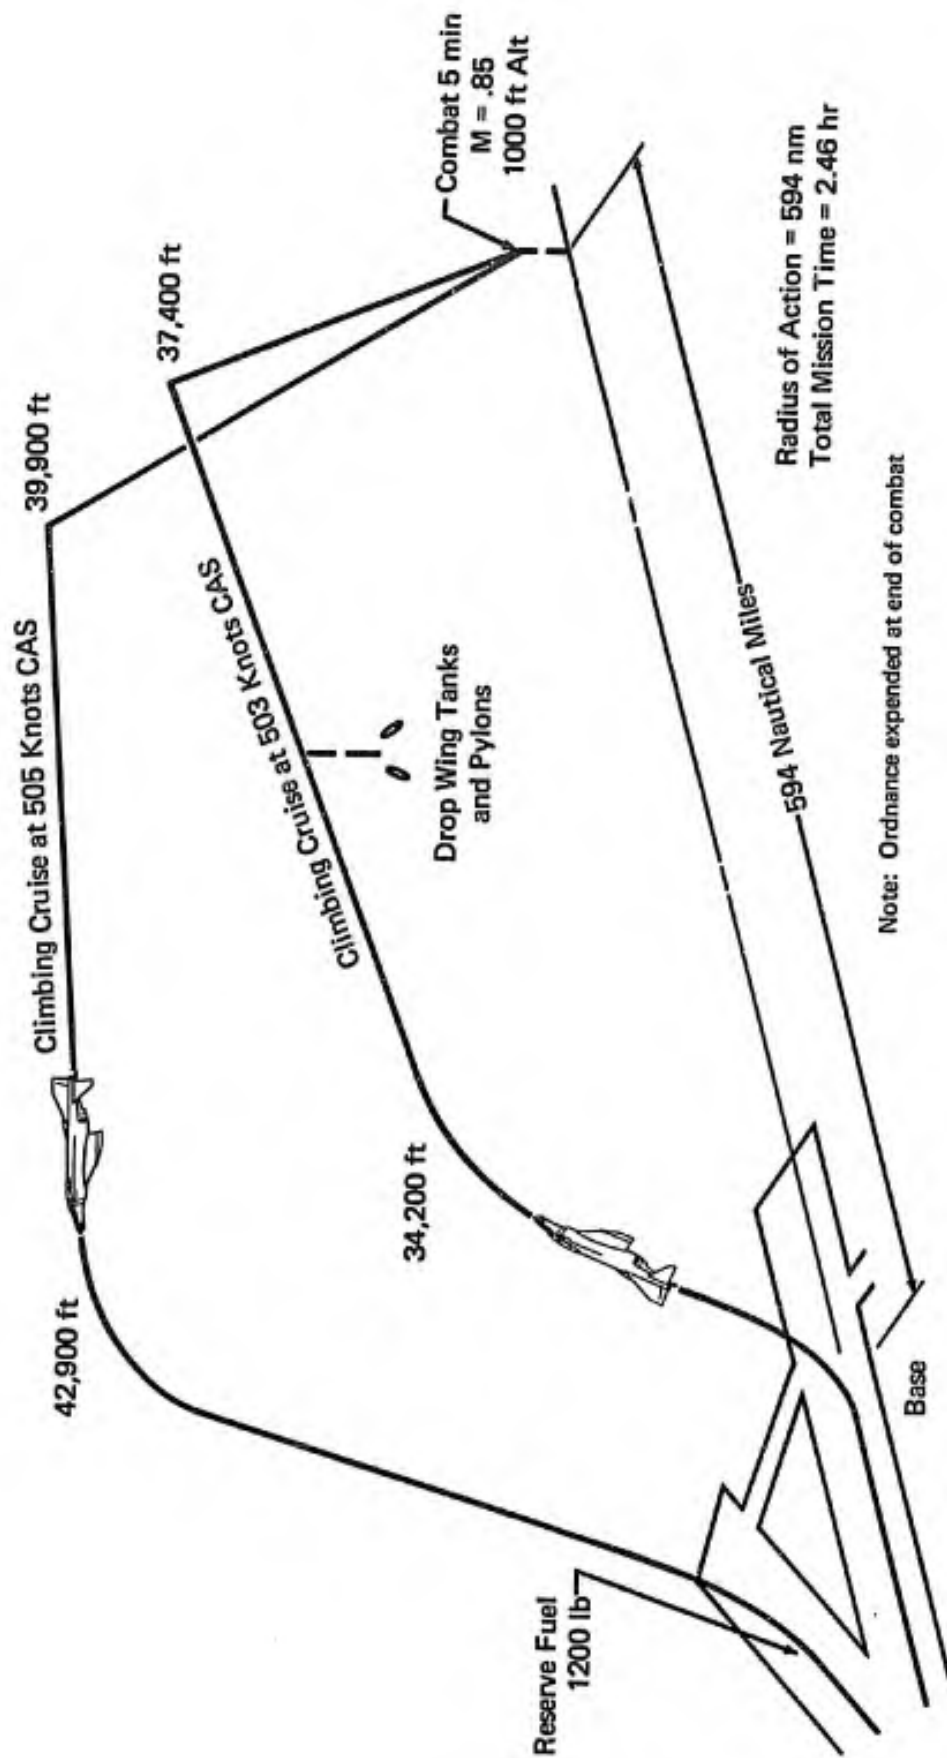 Climbing Cruise at 505 Knots CAS
39,900 ft
42,900 ft
37,400 ft
Climbing Cruise at 503 Knots CAS
34,200 ft
Drop Wing Tanks
and Pylons
Combat 5 min
M = .85
1000 ft Alt
Reserve Fuel
1200 lb
594 Nautical Miles
Base
Radius of Action = 594 nm
Total Mission Time = 2.46 hr
Note: Ordnance expended at end of combat